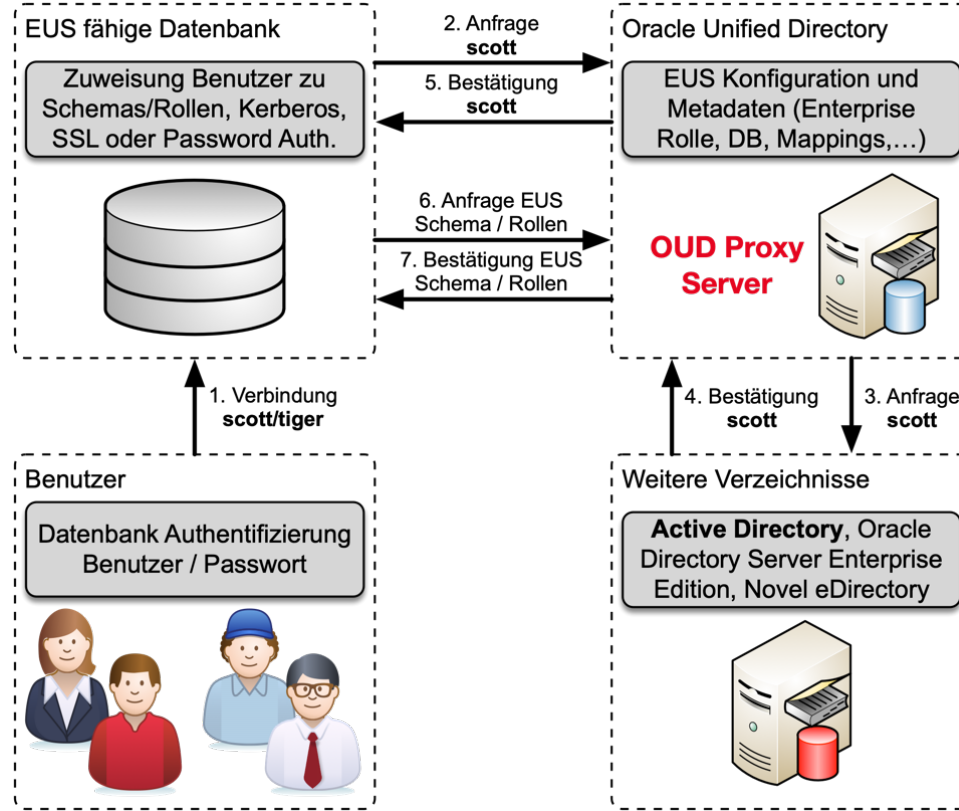 EUS fähige Datenbank
Zuweisung Benutzer zu
Schemas/Rollen, Kerberos,
SSL oder Password Auth.
2. Anfrage
scott
5. Bestätigung
scott
6. Anfrage EUS
Schema / Rollen
7. Bestätigung EUS
Schema / Rollen
Oracle Unified Directory
EUS Konfiguration und
Metadaten (Enterprise
Rolle, DB, Mappings,...)
OUD Proxy
Server
1. Verbindung
scott/tiger
4. Bestätigung
scott
3. Anfrage
scott
Benutzer
Datenbank Authentifizierung
Benutzer / Passwort
Weitere Verzeichnisse
Active Directory, Oracle
Directory Server Enterprise
Edition, Novel eDirectory